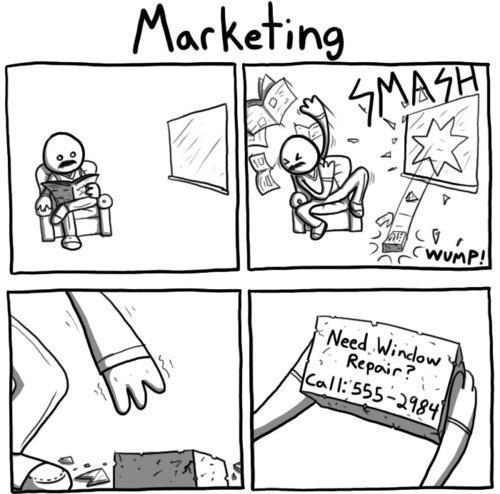 Marketing
SMASH
WUMP!
Need Window
Repair?
Call: 555-2984